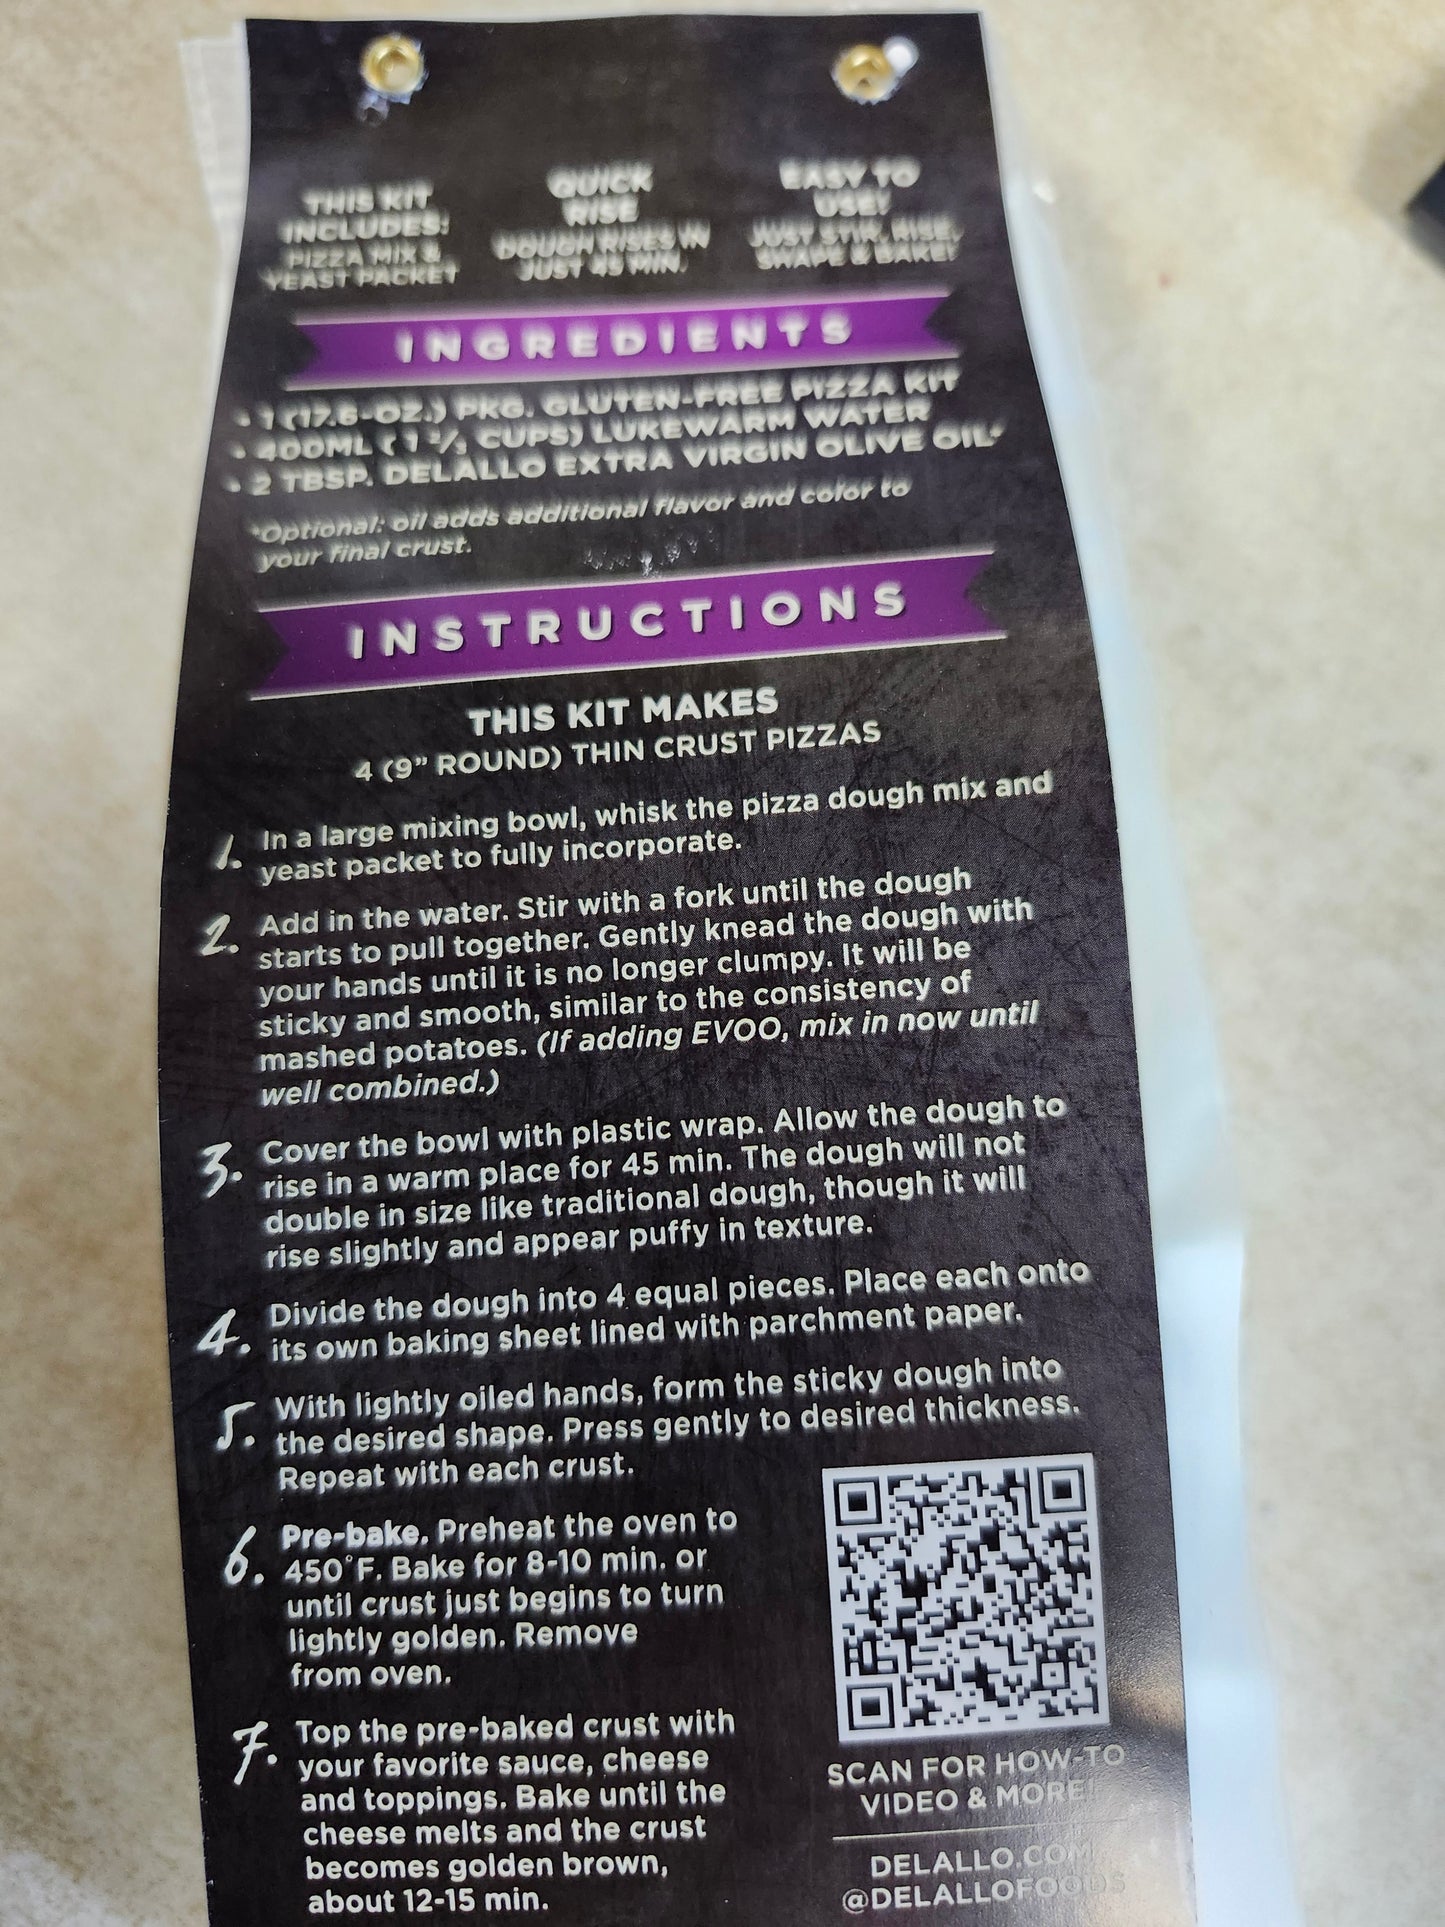 THIS KIT
INCLUDES:
PIZZA MIX &
YEAST PACKET
QUICK
RISE
DOUGH RISES IN
JUST 45 MIN.
EASY TO
USE!
JUST STIR, RISE,
SHAPE & BAKE!
INGREDIENTS
• 1 (17.6-OZ.) PKG. GLUTEN-FREE PIZZA KIT
• 400ML (1 ⅔ CUPS) LUKEWARM WATER
• 2 TBSP. DELALLO EXTRA VIRGIN OLIVE OIL*
*Optional: oil adds additional flavor and color to
your final crust.
INSTRUCTIONS
THIS KIT MAKES
4 (9" ROUND) THIN CRUST PIZZAS
1. In a large mixing bowl, whisk the pizza dough mix and
yeast packet to fully incorporate.
2. Add in the water. Stir with a fork until the dough
starts to pull together. Gently knead the dough with
your hands until it is no longer clumpy. It will be
sticky and smooth, similar to the consistency of
mashed potatoes. (If adding EVOO, mix in now until
well combined.)
3. Cover the bowl with plastic wrap. Allow the dough to
rise in a warm place for 45 min. The dough will not
double in size like traditional dough, though it will
rise slightly and appear puffy in texture.
4. Divide the dough into 4 equal pieces. Place each onto
its own baking sheet lined with parchment paper.
5. With lightly oiled hands, form the sticky dough into
the desired shape. Press gently to desired thickness.
Repeat with each crust.
6. Pre-bake. Preheat the oven to
450°F. Bake for 8-10 min. or
until crust just begins to turn
lightly golden. Remove
from oven.
7. Top the pre-baked crust with
your favorite sauce, cheese
and toppings. Bake until the
cheese melts and the crust
becomes golden brown,
about 12-15 min.
SCAN FOR HOW-TO
VIDEO & MORE!
DELALLO.COM
@DELALLOFOODS